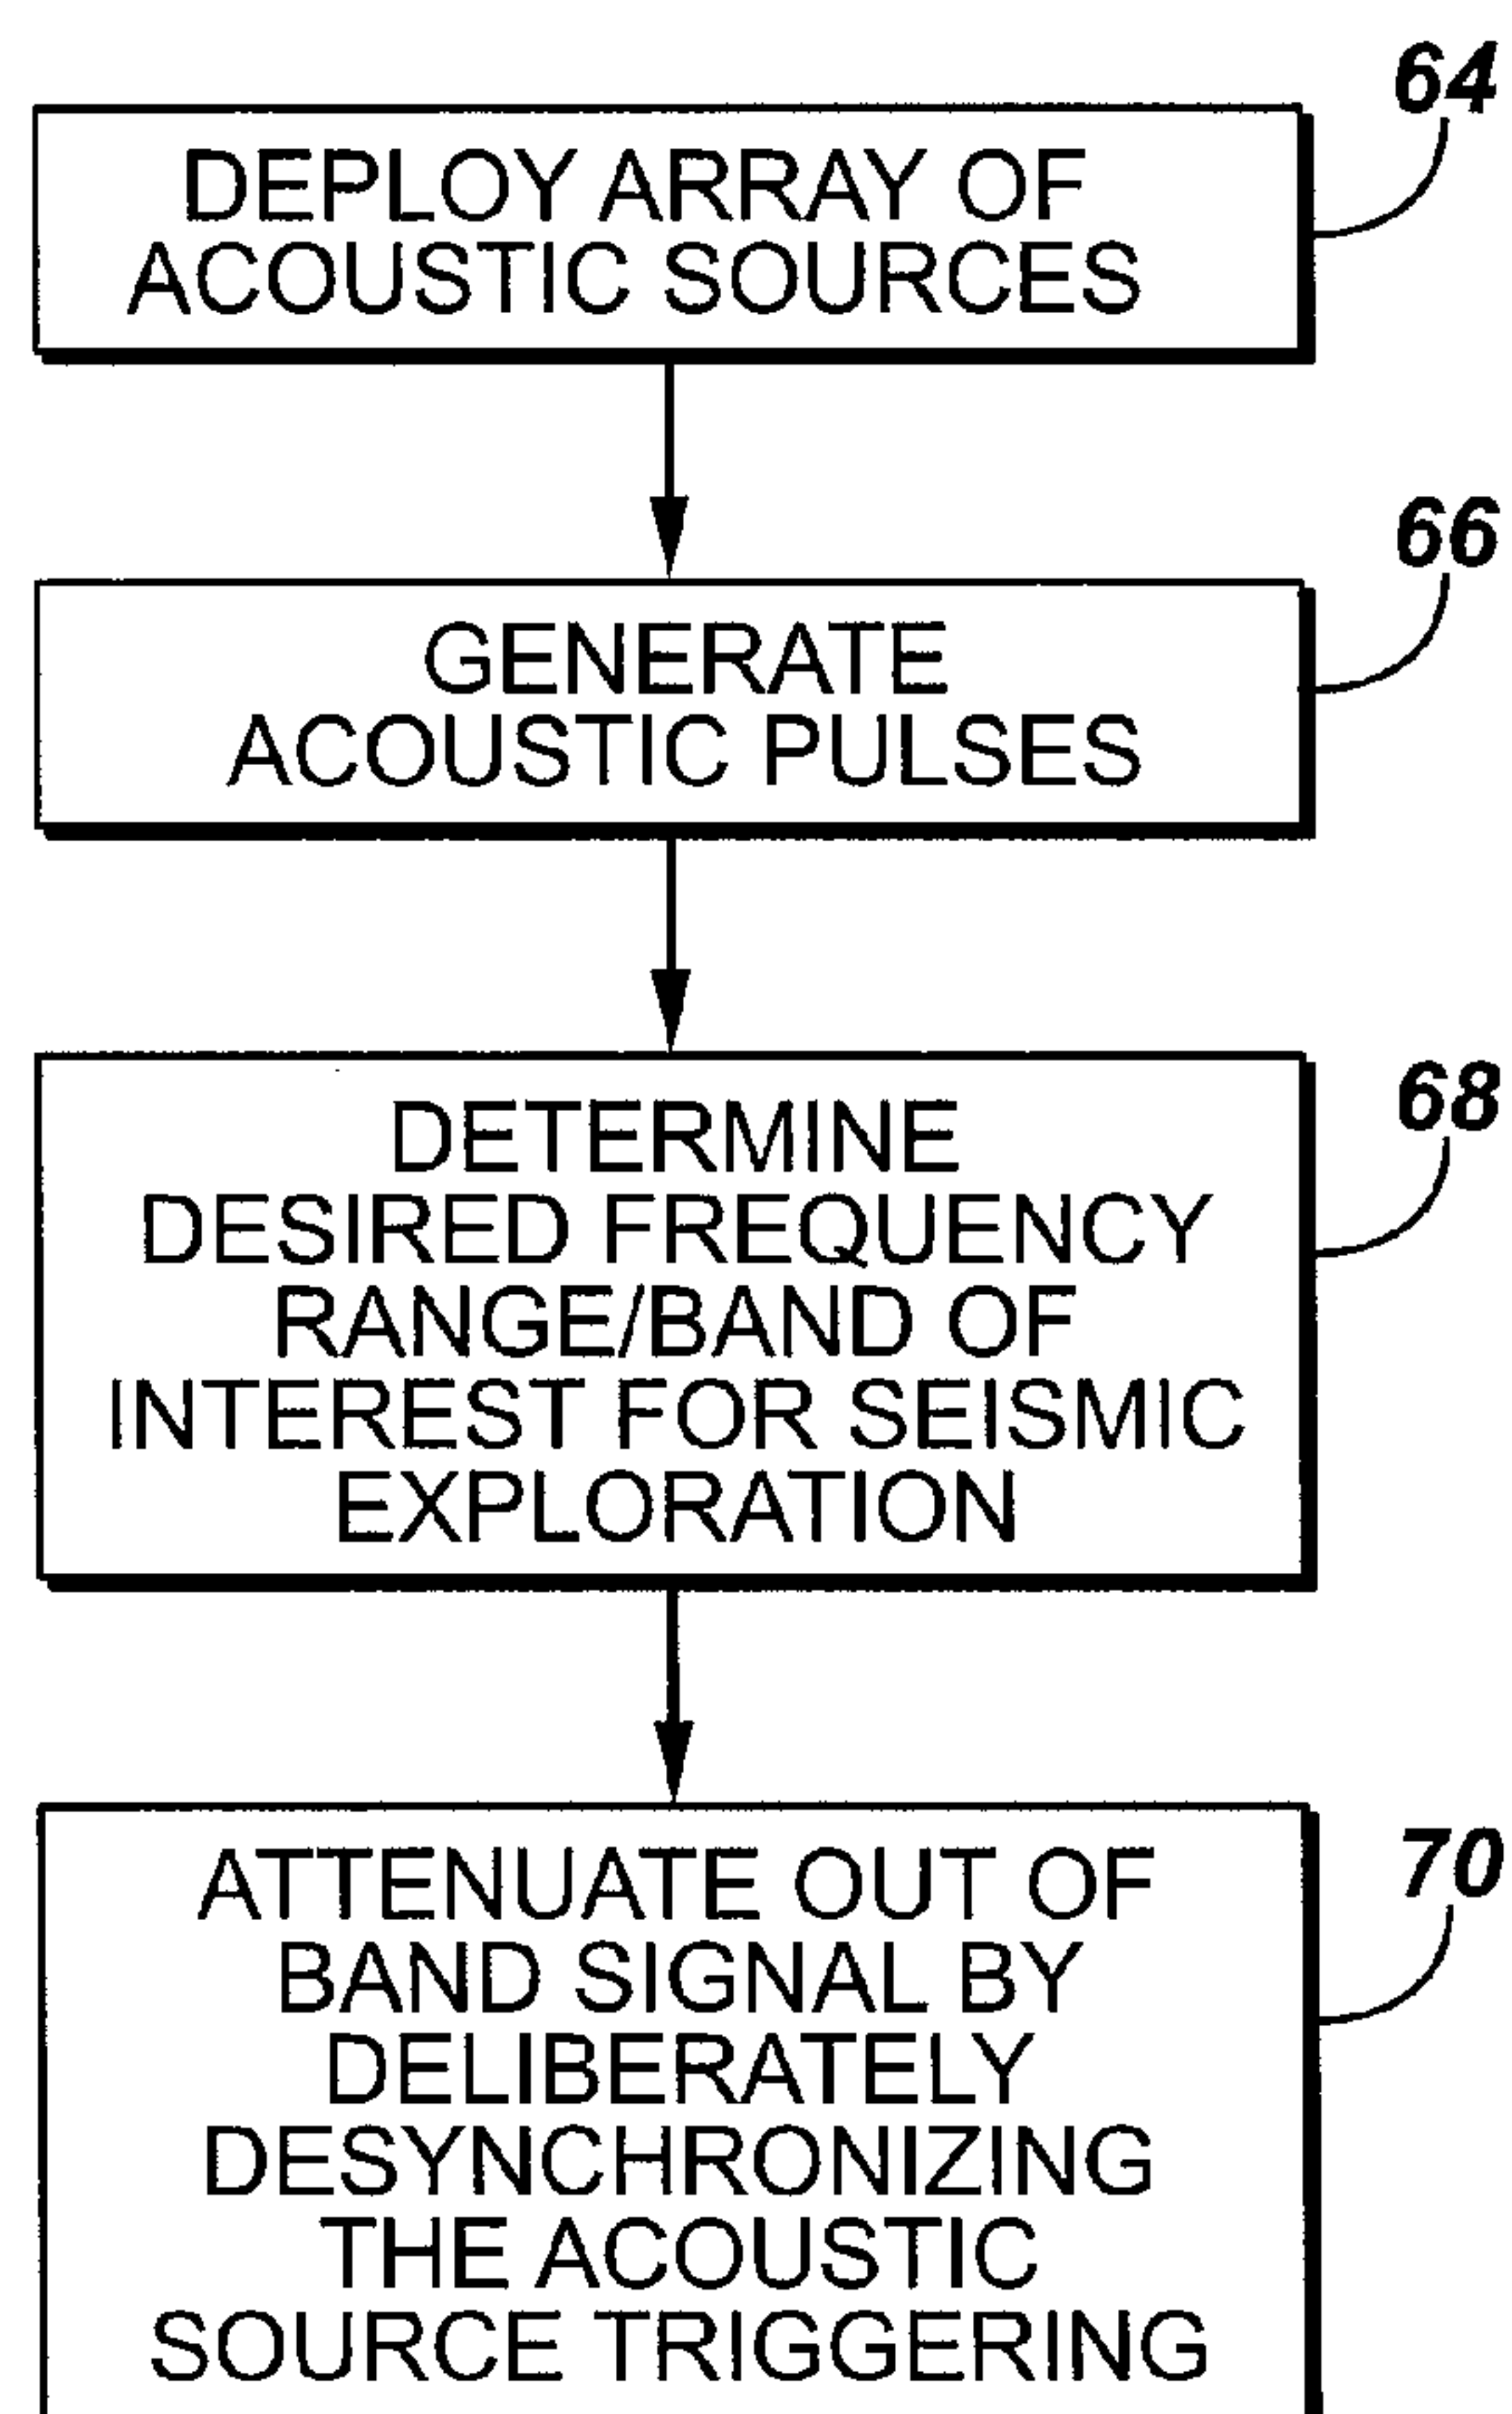 64
DEPLOY ARRAY OF
ACOUSTIC SOURCES
66
GENERATE
ACOUSTIC PULSES
68
DETERMINE
DESIRED FREQUENCY
RANGE/BAND OF
INTEREST FOR SEISMIC
EXPLORATION
70
ATTENUATE OUT OF
BAND SIGNAL BY
DELIBERATELY
DESYNCHRONIZING
THE ACOUSTIC
SOURCE TRIGGERING